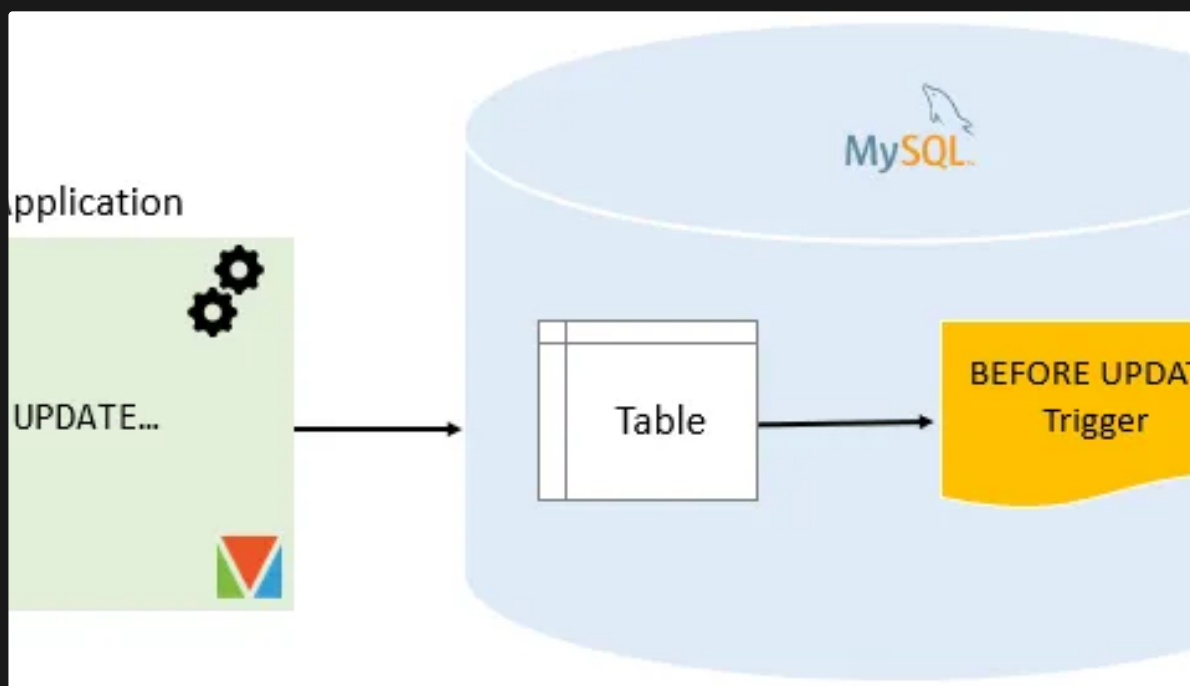 pplication
UPDATE...
MySQL
Table
BEFORE UPDAT
Trigger